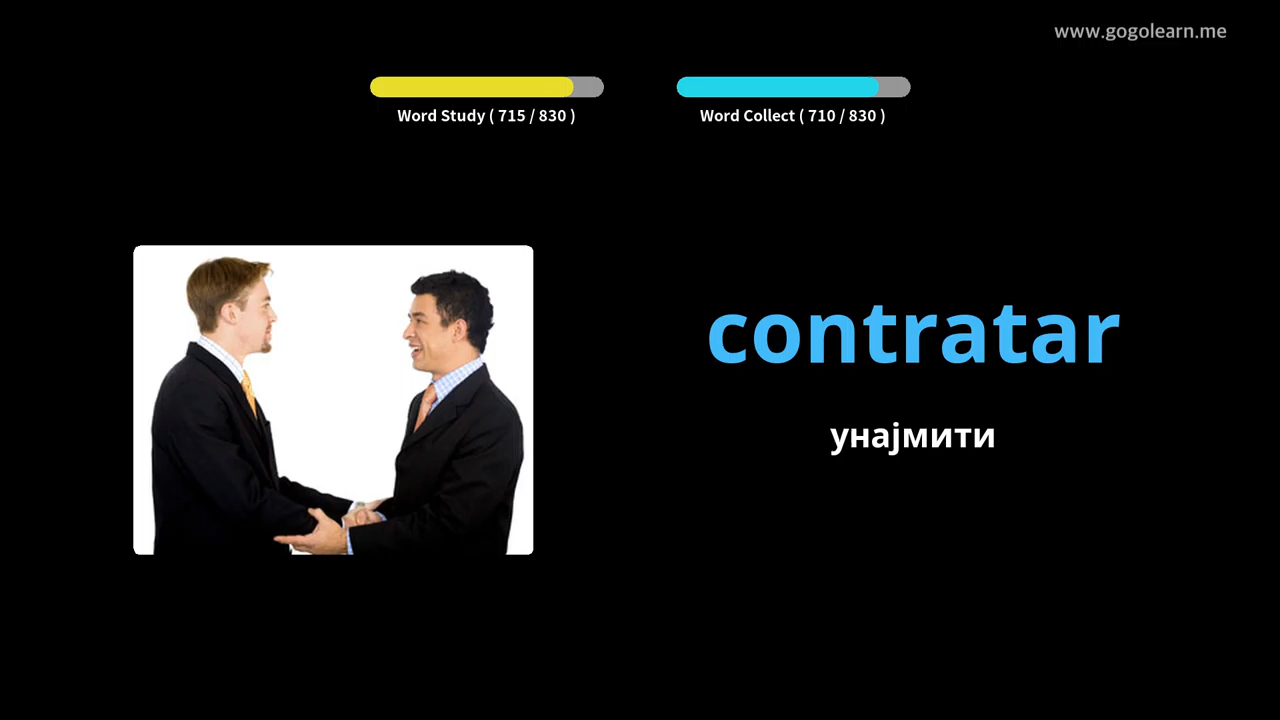 www.gogolearn.me
Word Study ( 715 / 830 )
Word Collect ( 710 / 830 )
contratar
унајмити